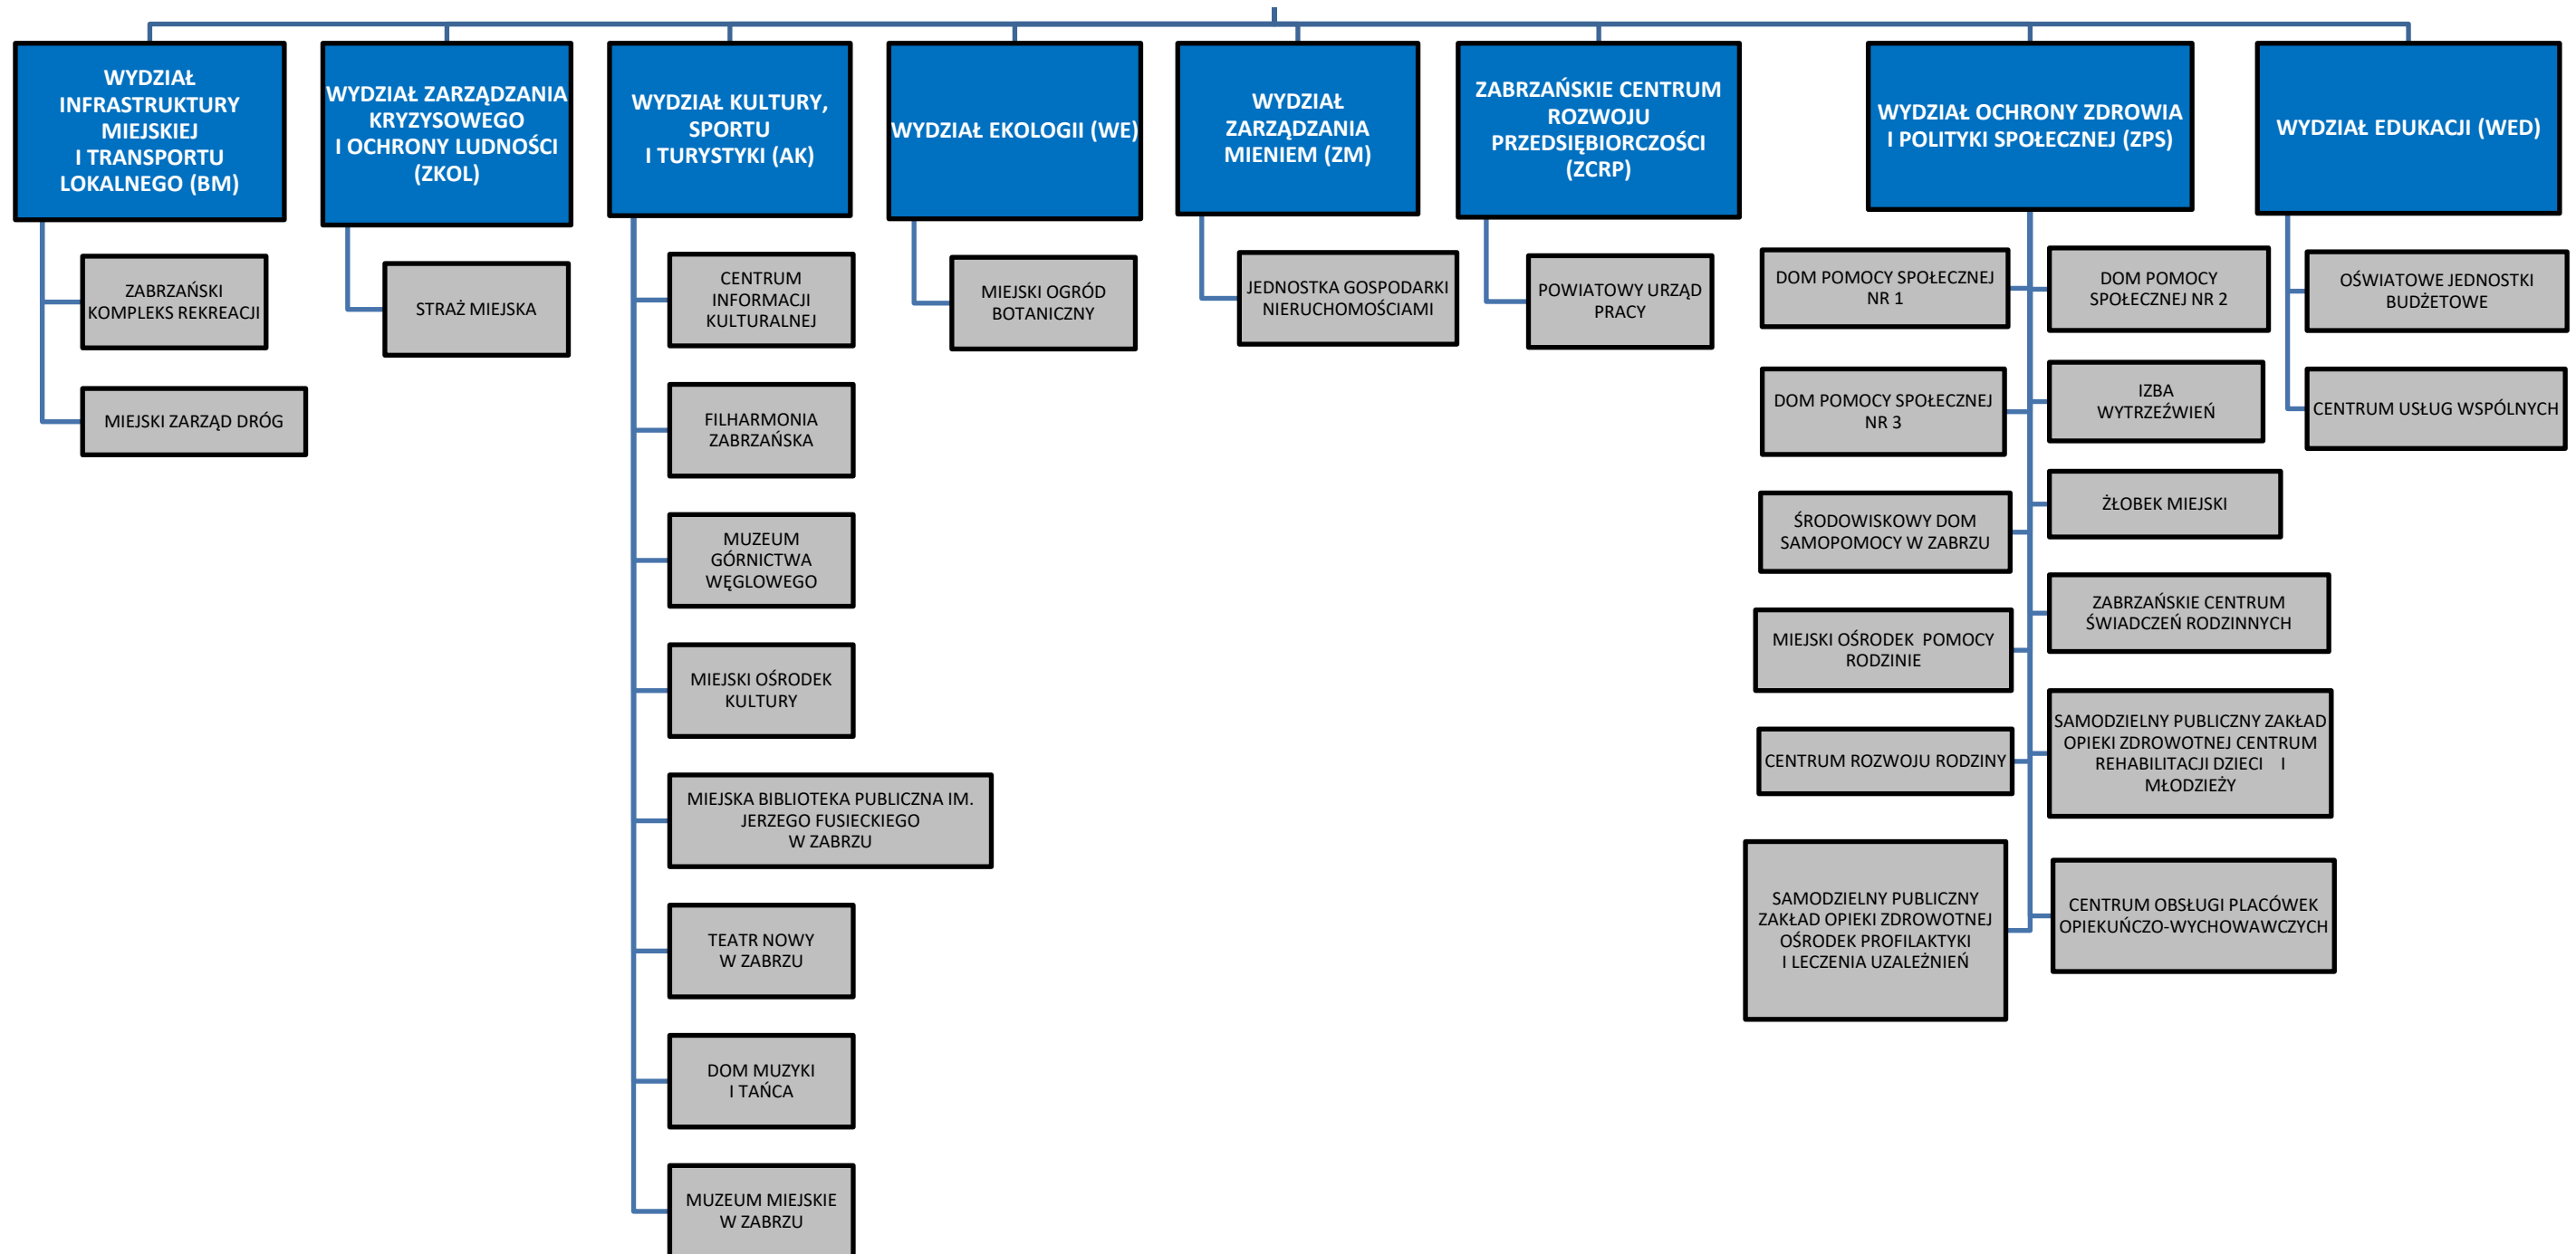 WYDZIAŁ
INFRASTRUKTURY
MIEJSKIEJ
I TRANSPORTU
LOKALNEGO (BM)
ZABRZAŃSKI
KOMPLEKS REKREACJI
MIEJSKI ZARZĄD DRÓG
WYDZIAŁ ZARZĄDZANIA
KRYZYSOWEGO
I OCHRONY LUDNOŚCI
(ZKOL)
STRAŻ MIEJSKA
WYDZIAŁ KULTURY,
SPORTU
I TURYSTYKI (AK)
CENTRUM
INFORMACJI
KULTURALNEJ
FILHARMONIA
ZABRZAŃSKA
MUZEUM
GÓRNICTWA
WĘGLOWEGO
MIEJSKI OŚRODEK
KULTURY
MIEJSKA BIBLIOTEKA PUBLICZNA IM.
JERZEGO FUSIECKIEGO
W ZABRZU
TEATR NOWY
W ZABRZU
DOM MUZYKI
I TAŃCA
MUZEUM MIEJSKIE
W ZABRZU
WYDZIAŁ EKOLOGII (WE)
MIEJSKI OGRÓD
BOTANICZNY
WYDZIAŁ
ZARZĄDZANIA
MIENIEM (ZM)
JEDNOSTKA GOSPODARKI
NIERUCHOMOŚCIAMI
ZABRZAŃSKIE CENTRUM
ROZWOJU
PRZEDSIĘBIORCZOŚCI
(ZCRP)
POWIATOWY URZĄD
PRACY
WYDZIAŁ OCHRONY ZDROWIA
I POLITYKI SPOŁECZNEJ (ZPS)
DOM POMOCY SPOŁECZNEJ
NR 1
DOM POMOCY
SPOŁECZNEJ NR 2
DOM POMOCY SPOŁECZNEJ
NR 3
IZBA
WYTRZEŹWIEŃ
ŚRODOWISKOWY DOM
SAMOPOMOCY W ZABRZU
ŻŁOBEK MIEJSKI
MIEJSKI OŚRODEK POMOCY
RODZINIE
ZABRZAŃSKIE CENTRUM
ŚWIADCZEŃ RODZINNYCH
CENTRUM ROZWOJU RODZINY
SAMODZIELNY PUBLICZNY ZAKŁAD
OPIEKI ZDROWOTNEJ CENTRUM
REHABILITACJI DZIECI I
MŁODZIEŻY
SAMODZIELNY PUBLICZNY
ZAKŁAD OPIEKI ZDROWOTNEJ
OŚRODEK PROFILAKTYKI
I LECZENIA UZALEŻNIEŃ
CENTRUM OBSŁUGI PLACÓWEK
OPIEKUŃCZO-WYCHOWAWCZYCH
WYDZIAŁ EDUKACJI (WED)
OŚWIATOWE JEDNOSTKI
BUDŻETOWE
CENTRUM USŁUG WSPÓLNYCH